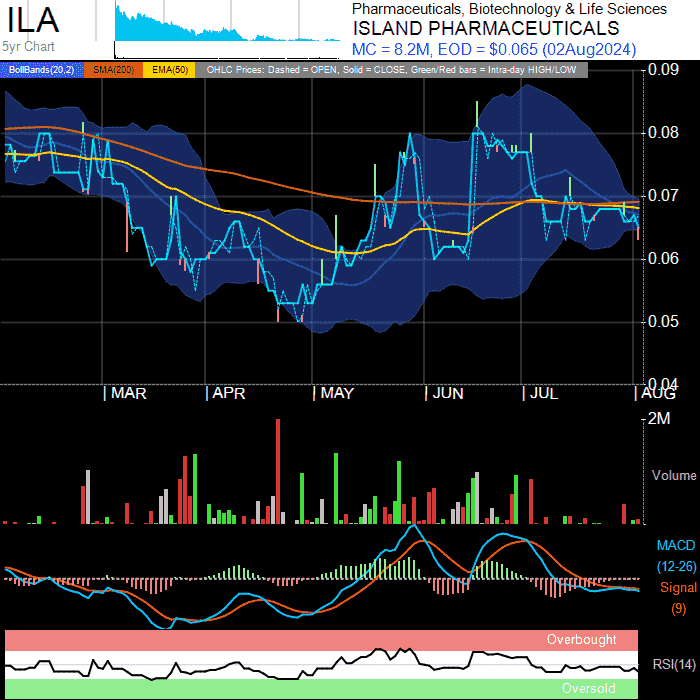 ILA
5yr Chart
Pharmaceuticals, Biotechnology & Life Sciences
ISLAND PHARMACEUTICALS
MC = 8.2M, EOD = $0.065 (02Aug2024)
BollBands(20,2) SMA(200) EMA(50) OHLC Prices: Dashed = OPEN, Solid = CLOSE, Green/Red bars = Intra-day HIGH/LOW
0.09
0.08
0.07
0.06
0.05
0.04
MAR APR MAY JUN JUL AUG
2M
Volume
MACD
(12-26)
Signal
(9)
Overbought
RSI(14)
Oversold